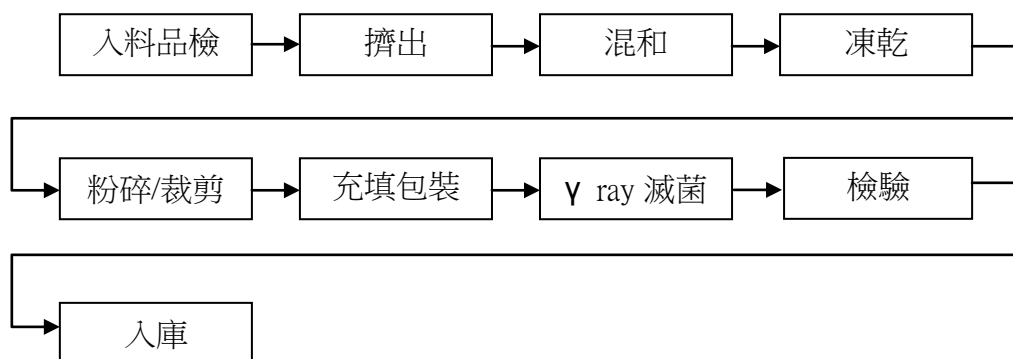 入料品檢
擠出
混和
凍乾
粉碎/裁剪
充填包裝
γ ray 滅菌
檢驗
入庫